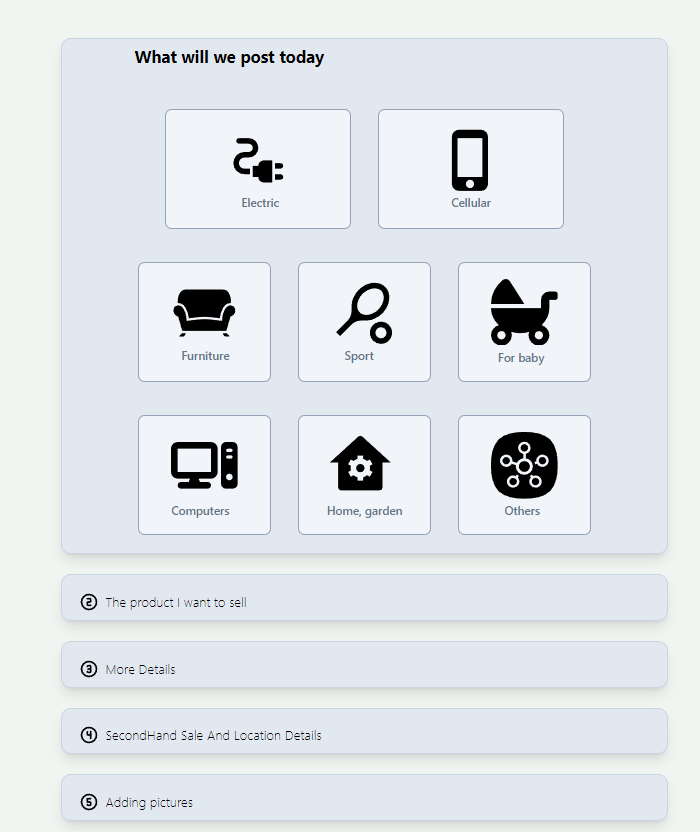 What will we post today
Electric
Cellular
Furniture
Sport
For baby
Computers
Home, garden
Others
2 The product I want to sell
3 More Details
4 SecondHand Sale And Location Details
5 Adding pictures